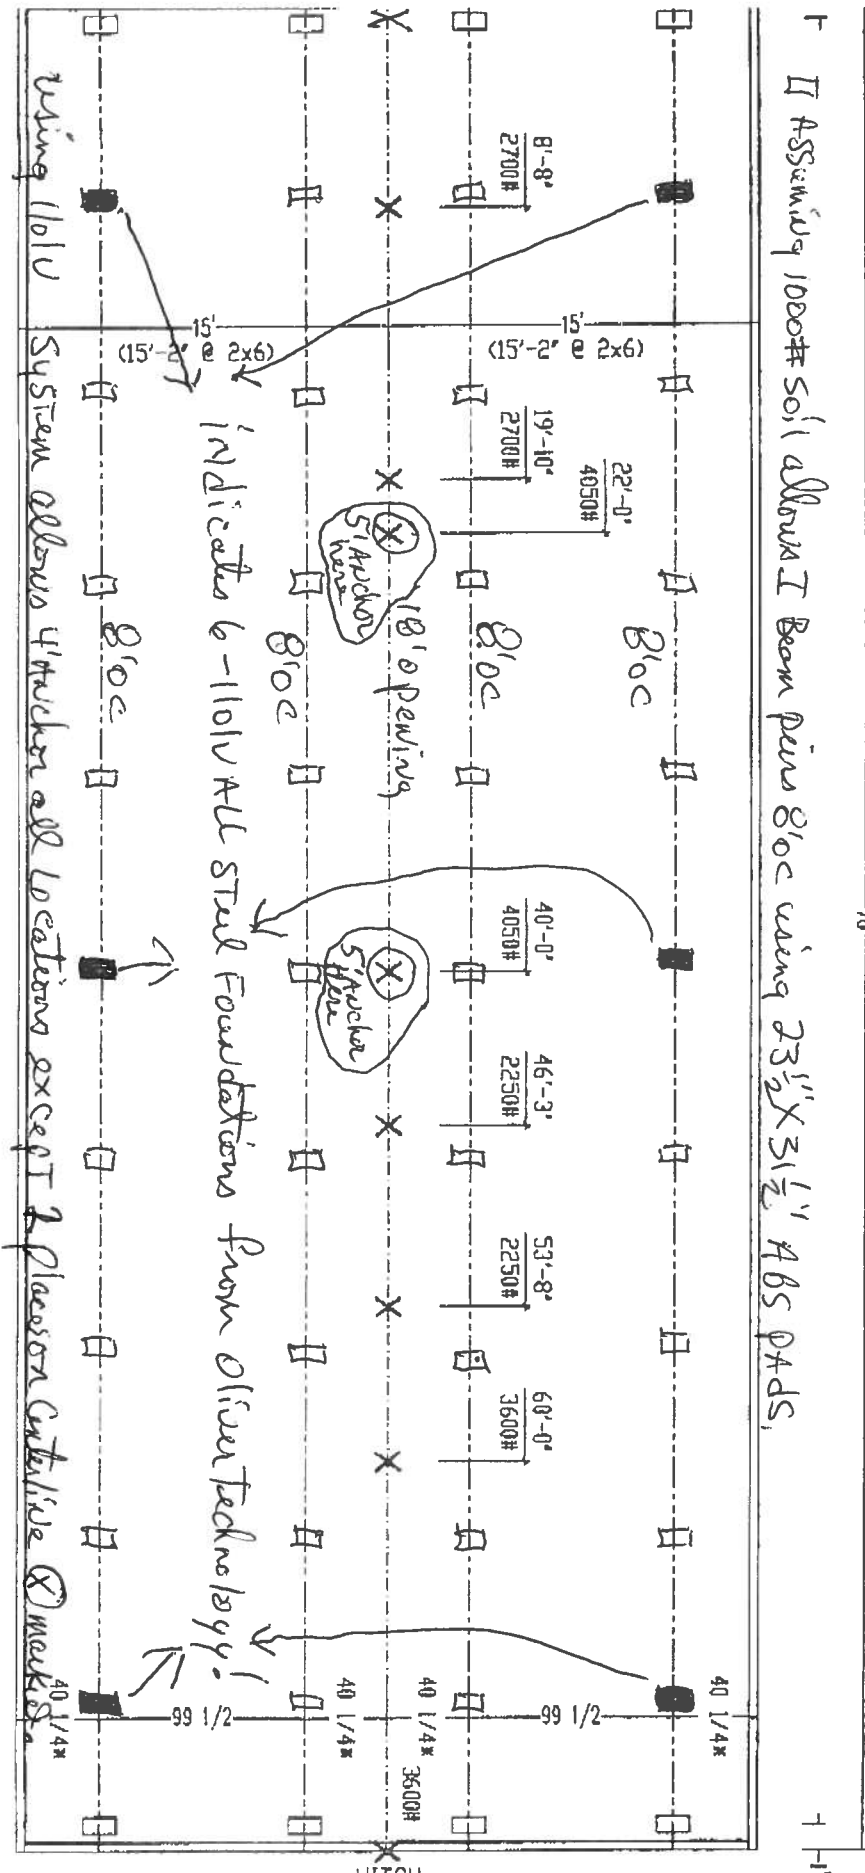 II Assuming 1000# soil allows I Beam piers 8'oc using 23 1/2" X 31 1/2" ABS PADS.
8'-8"
2700#
19'-10"
2700#
22'-0"
4050#
40'-0"
4050#
46'-3"
2250#
53'-8"
2250#
60'-0"
3600#
15'
(15'-2" @ 2x6)
15'
(15'-2" @ 2x6)
8'oc
8'oc
18' opening
5' Anchor here
5' Anchor Here
8'oc
8'oc
40 1/4*
99 1/2
40 1/4*
3600#
40 1/4*
99 1/2
40 1/4*
indicates 6-1101V ALL STeel Foundations from Oliver Technology!
using 1101V System allows 4' Anchor all Locations except 2 places on Centerline (X) marked.